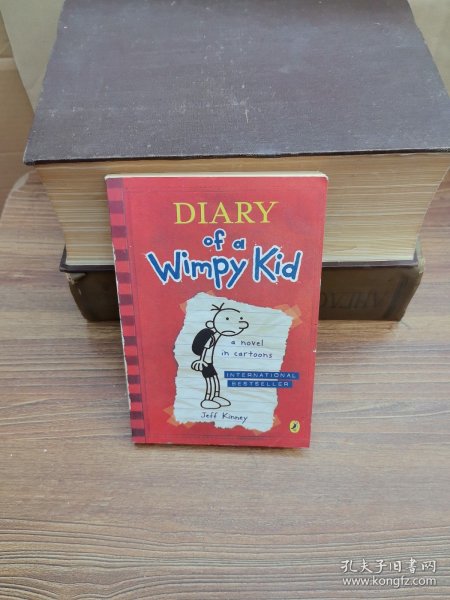 DIARY
of a
Wimpy Kid
a novel
in cartoons
INTERNATIONAL
BESTSELLER
Jeff Kinney
孔夫子旧书网
www.kongfz.com